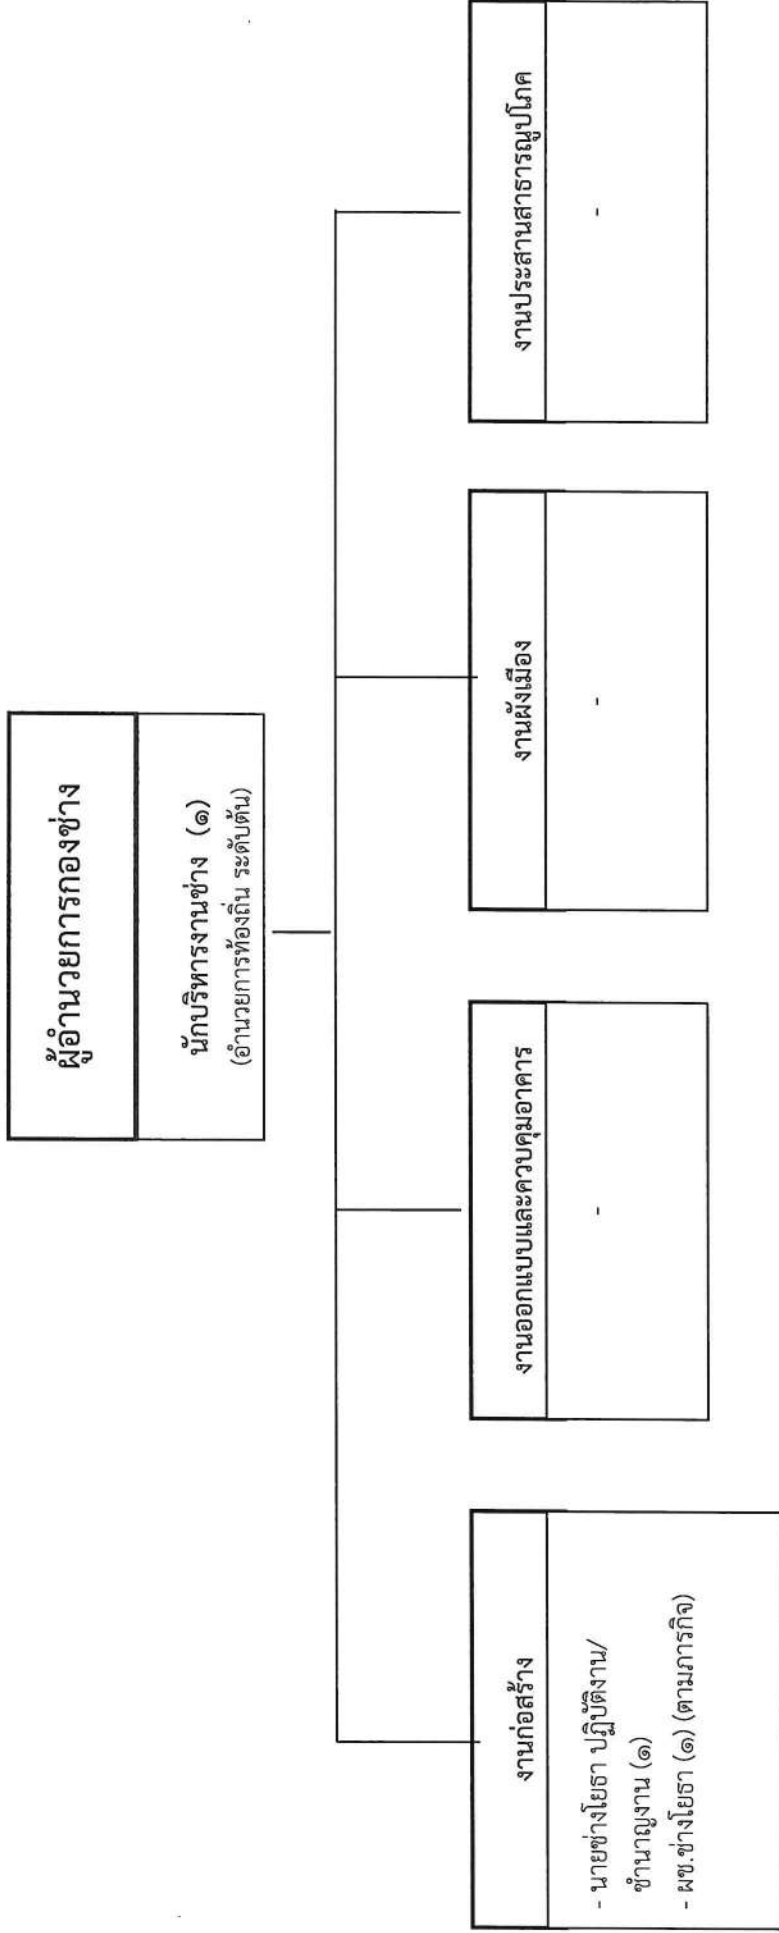 ผู้อำนวยการกองช่าง
นักบริหารงานช่าง (๑)
(อำนวยการท้องถิ่น ระดับต้น)
งานก่อสร้าง
- นายช่างโยธา ปฏิบัติงาน/
ชำนาญงาน (๑)
- ผช.ช่างโยธา (๑) (ตามภารกิจ)
งานออกแบบและควบคุมอาคาร
-
งานผังเมือง
-
งานประสานสาธารณูปโภค
-